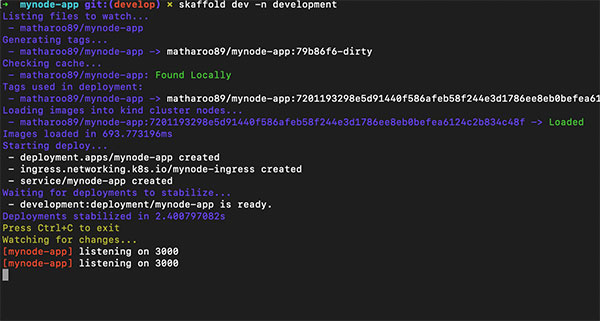 → mynode-app git:(develop) × skaffold dev -n development
Listing files to watch...
- matharoo89/mynode-app
Generating tags...
- matharoo89/mynode-app -> matharoo89/mynode-app:79b86f6-dirty
Checking cache...
- matharoo89/mynode-app: Found Locally
Tags used in deployment:
- matharoo89/mynode-app -> matharoo89/mynode-app:7201193298e5d91440f586afeb58f244e3d1786ee8eb0befea61
Loading images into kind cluster nodes...
- matharoo89/mynode-app:7201193298e5d91440f586afeb58f244e3d1786ee8eb0befea6124c2b834c48f -> Loaded
Images loaded in 693.773196ms
Starting deploy...
- deployment.apps/mynode-app created
- ingress.networking.k8s.io/mynode-ingress created
- service/mynode-app created
Waiting for deployments to stabilize...
- development:deployment/mynode-app is ready.
Deployments stabilized in 2.400797082s
Press Ctrl+C to exit
Watching for changes...
[mynode-app] listening on 3000
[mynode-app] listening on 3000